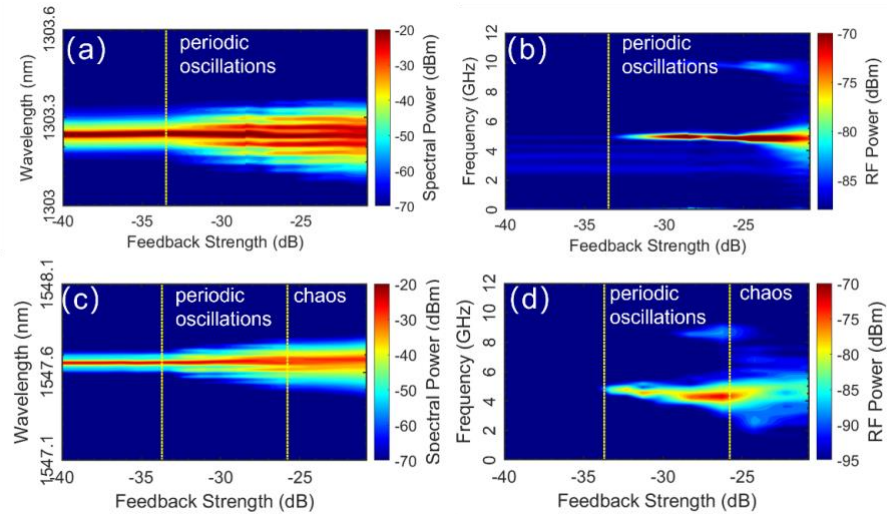 (a)
periodic
oscillations
1303.6
1303.3
1303
Wavelength (nm)
-40
-35
-30
-25
Feedback Strength (dB)
-20
-30
-40
-50
-60
-70
Spectral Power (dBm)
(b)
periodic
oscillations
12
10
8
6
4
2
0
Frequency (GHz)
-40
-35
-30
-25
Feedback Strength (dB)
-70
-75
-80
-85
RF Power (dBm)
(c)
periodic
oscillations
chaos
1548.1
1547.6
1547.1
Wavelength (nm)
-40
-35
-30
-25
Feedback Strength (dB)
-20
-30
-40
-50
-60
-70
Spectral Power (dBm)
(d)
periodic
oscillations
chaos
12
10
8
6
4
2
0
Frequency (GHz)
-40
-35
-30
-25
Feedback Strength (dB)
-70
-75
-80
-85
-90
-95
RF Power (dBm)